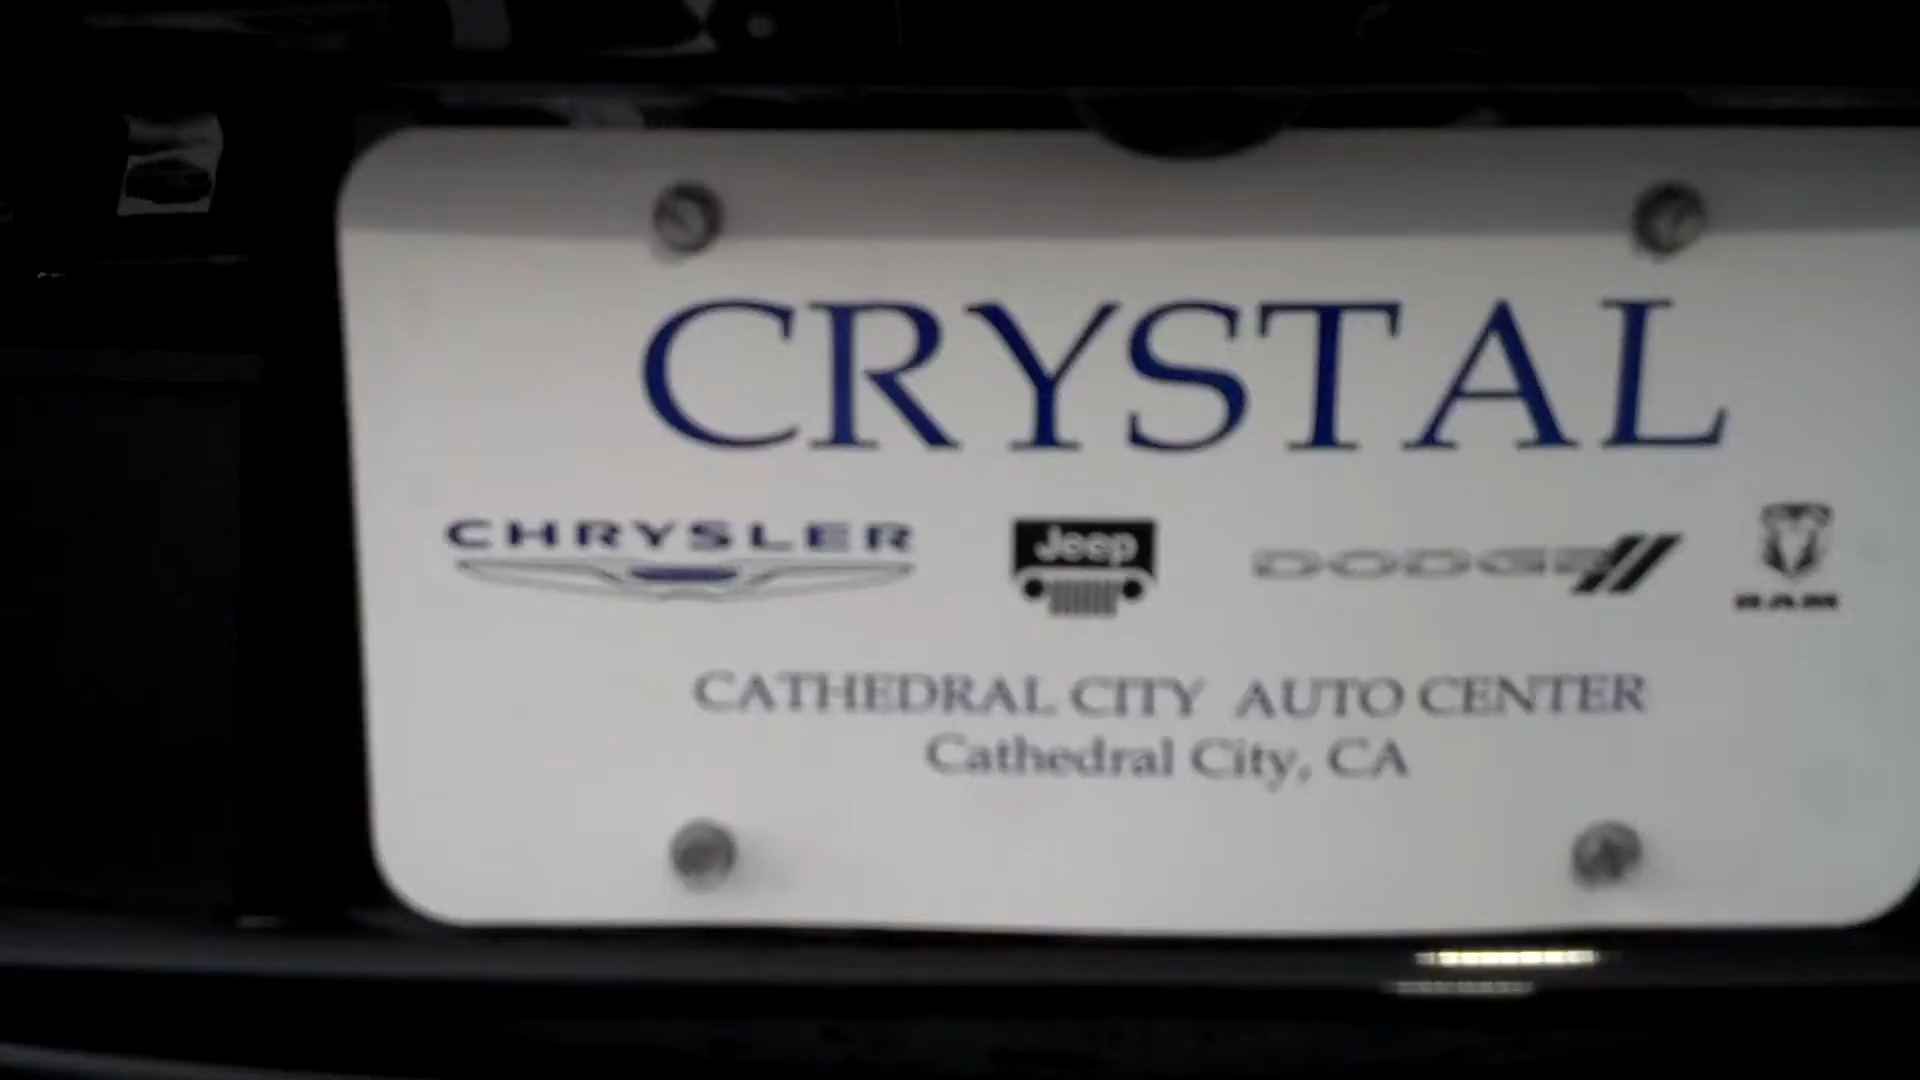 CRYSTAL
CHRYSLER Jeep DODGE RAM
CATHEDRAL CITY AUTO CENTER
Cathedral City, CA